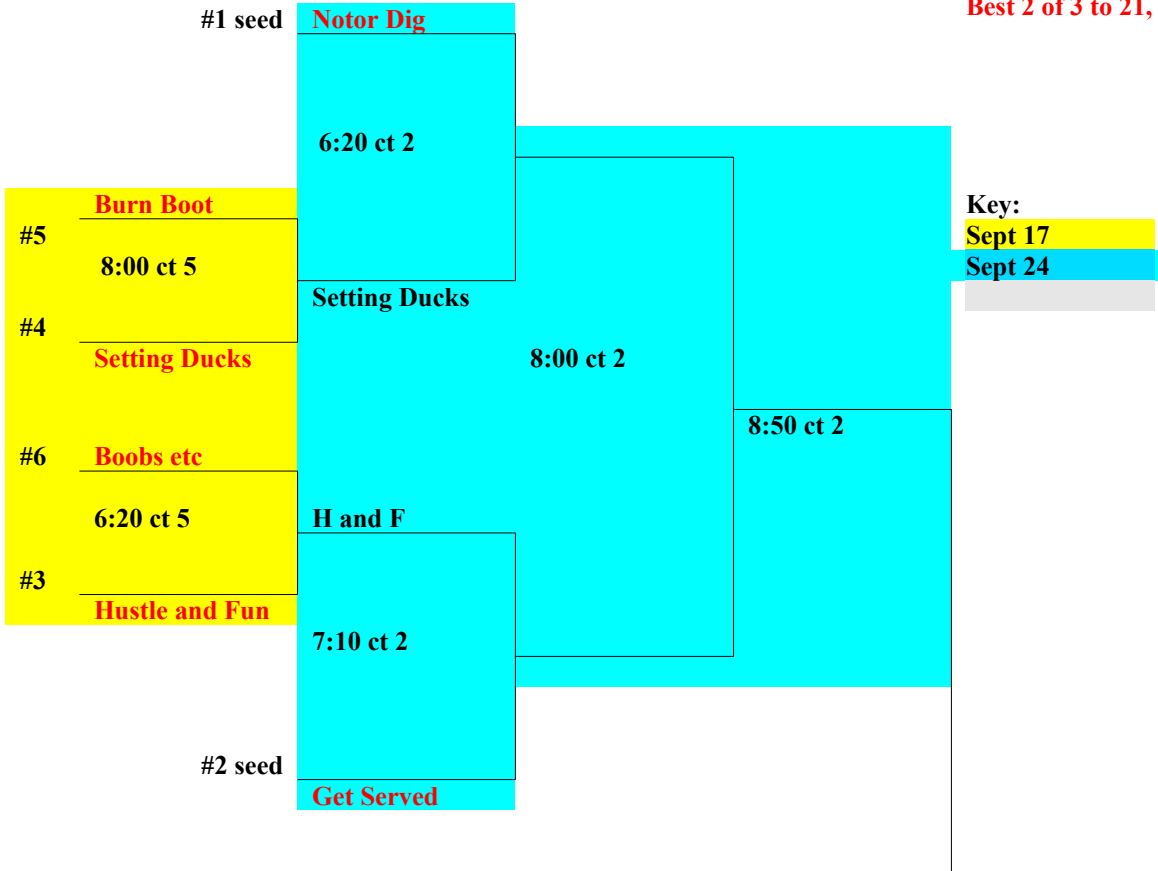 Best 2 of 3 to 21,
#1 seed Notor Dig
6:20 ct 2
Burn Boot
Key:
#5
Sept 17
8:00 ct 5
Sept 24
Setting Ducks
#4
Setting Ducks
8:00 ct 2
8:50 ct 2
#6 Boobs etc
6:20 ct 5
H and F
#3
Hustle and Fun
7:10 ct 2
#2 seed
Get Served